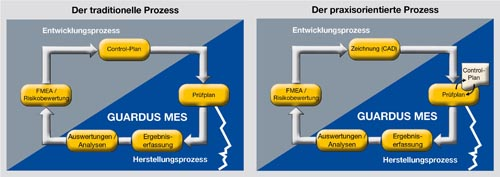 Der traditionelle Prozess
Entwicklungsprozess
Control-Plan
FMEA /
Risikobewertung
Prüfplan
GUARDUS MES
Auswertungen /
Analysen
Ergebnis-
erfassung
Herstellungsprozess
Der praxisorientierte Prozess
Entwicklungsprozess
Zeichnung (CAD)
Control-
Plan
FMEA /
Risikobewertung
Prüfplan
GUARDUS MES
Auswertungen /
Analysen
Ergebnis-
erfassung
Herstellungsprozess